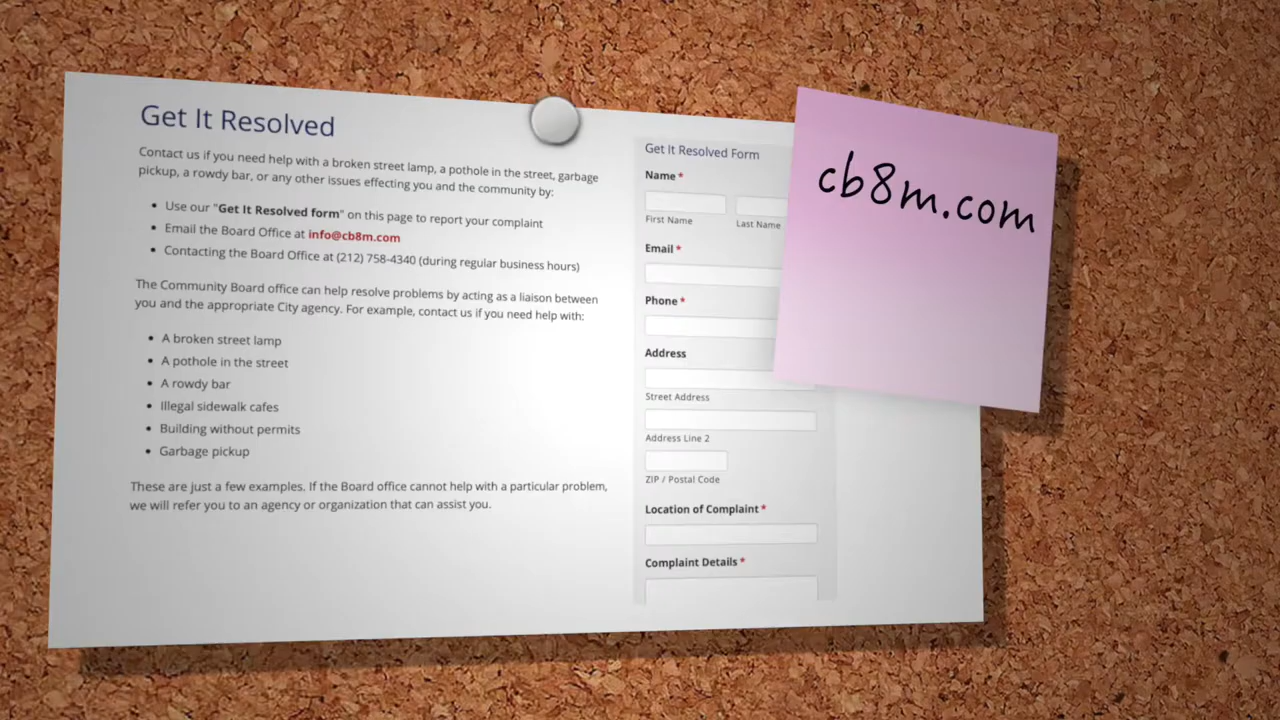 Get It Resolved
Contact us if you need help with a broken street lamp, a pothole in the street, garbage
pickup, a rowdy bar, or any other issues effecting you and the community by:
• Use our "Get It Resolved form" on this page to report your complaint
• Email the Board Office at info@cb8m.com
• Contacting the Board Office at (212) 758-4340 (during regular business hours)
The Community Board office can help resolve problems by acting as a liaison between
you and the appropriate City agency. For example, contact us if you need help with:
• A broken street lamp
• A pothole in the street
• A rowdy bar
• Illegal sidewalk cafes
• Building without permits
• Garbage pickup
These are just a few examples. If the Board office cannot help with a particular problem,
we will refer you to an agency or organization that can assist you.
Get It Resolved Form
Name *
First Name
Last Name
Email *
Phone *
Address
Street Address
Address Line 2
ZIP / Postal Code
Location of Complaint *
Complaint Details *
cb8m.com